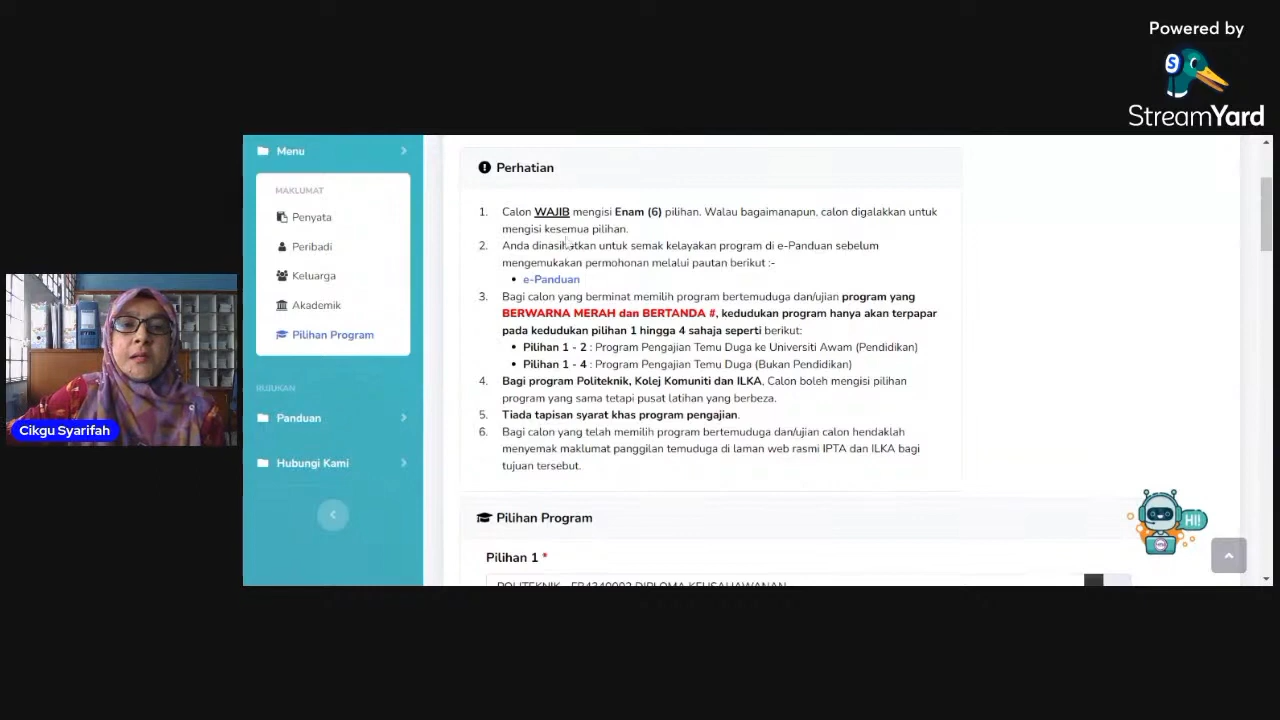 Powered by
S
StreamYard
Menu
MAKLUMAT
Penyata
Peribadi
Keluarga
Akademik
Pilihan Program
RUJUKAN
Panduan
Hubungi Kami
Cikgu Syarifah
Perhatian
1. Calon WAJIB mengisi Enam (6) pilihan. Walau bagaimanapun, calon digalakkan untuk
mengisi kesemua pilihan.
2. Anda dinasihatkan untuk semak kelayakan program di e-Panduan sebelum
mengemukakan permohonan melalui pautan berikut :-
• e-Panduan
3. Bagi calon yang berminat memilih program bertemuduga dan/ujian program yang
BERWARNA MERAH dan BERTANDA #, kedudukan program hanya akan terpapar
pada kedudukan pilihan 1 hingga 4 sahaja seperti berikut:
• Pilihan 1 - 2 : Program Pengajian Temu Duga ke Universiti Awam (Pendidikan)
• Pilihan 1 - 4 : Program Pengajian Temu Duga (Bukan Pendidikan)
4. Bagi program Politeknik, Kolej Komuniti dan ILKA, Calon boleh mengisi pilihan
program yang sama tetapi pusat latihan yang berbeza.
5. Tiada tapisan syarat khas program pengajian.
6. Bagi calon yang telah memilih program bertemuduga dan/ujian calon hendaklah
menyemak maklumat panggilan temuduga di laman web rasmi IPTA dan ILKA bagi
tujuan tersebut.
HI!
Pilihan Program
Pilihan 1 *
POLITEKNIK
DIPLOMA KEUSAHAWANAN